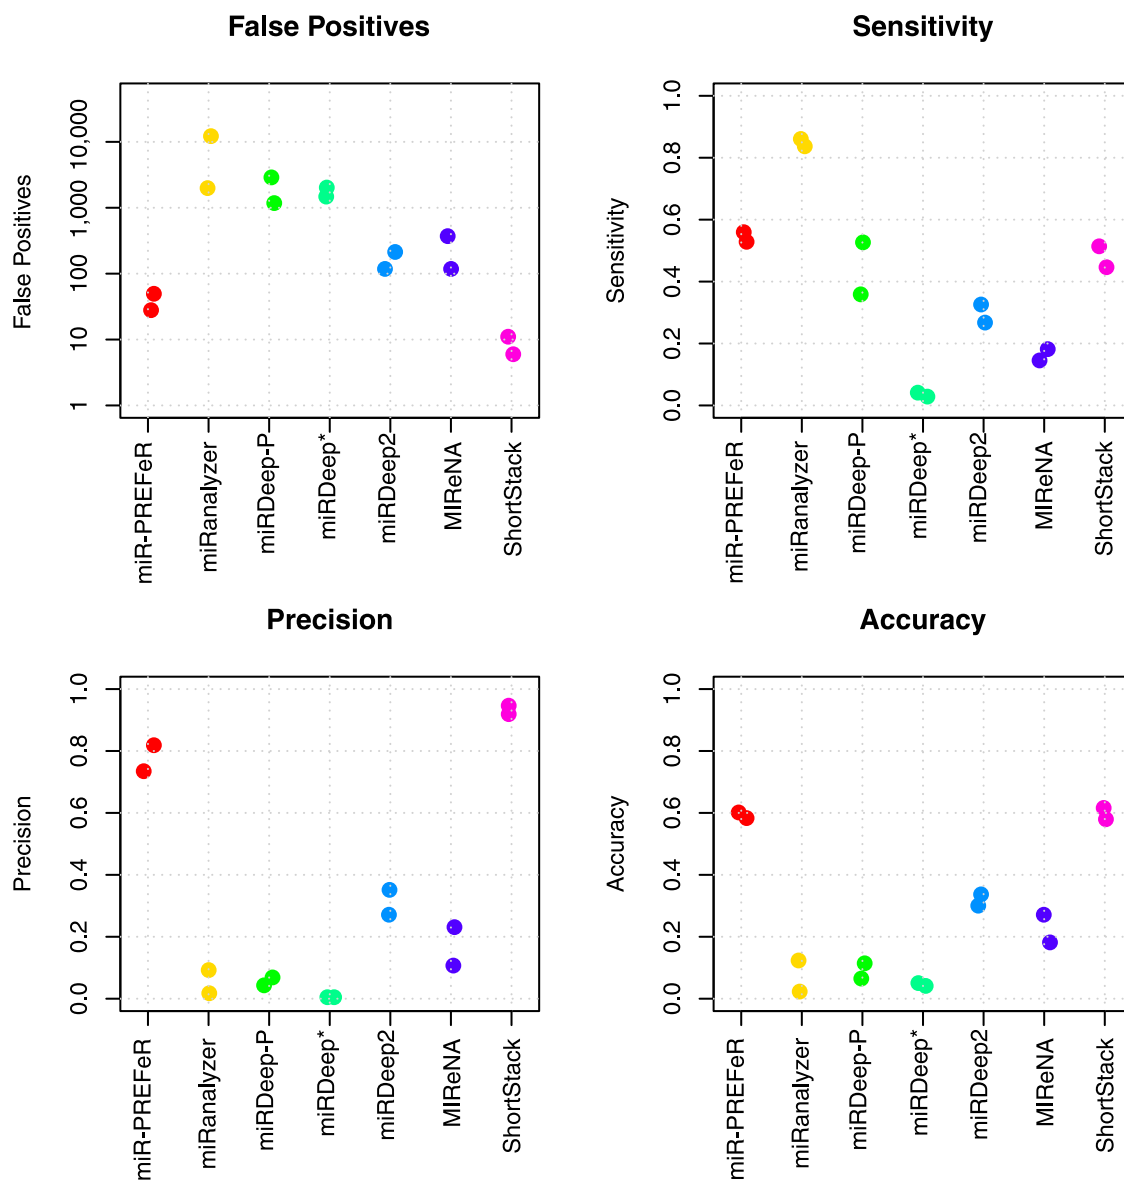 False Positives
False Positives
10,000
1,000
100
10
1
miR-PREFeR
miRanalyzer
miRDeep-P
miRDeep*
miRDeep2
MIReNA
ShortStack
Sensitivity
Sensitivity
1.0
0.8
0.6
0.4
0.2
0.0
miR-PREFeR
miRanalyzer
miRDeep-P
miRDeep*
miRDeep2
MIReNA
ShortStack
Precision
Precision
1.0
0.8
0.6
0.4
0.2
0.0
miR-PREFeR
miRanalyzer
miRDeep-P
miRDeep*
miRDeep2
MIReNA
ShortStack
Accuracy
Accuracy
1.0
0.8
0.6
0.4
0.2
0.0
miR-PREFeR
miRanalyzer
miRDeep-P
miRDeep*
miRDeep2
MIReNA
ShortStack